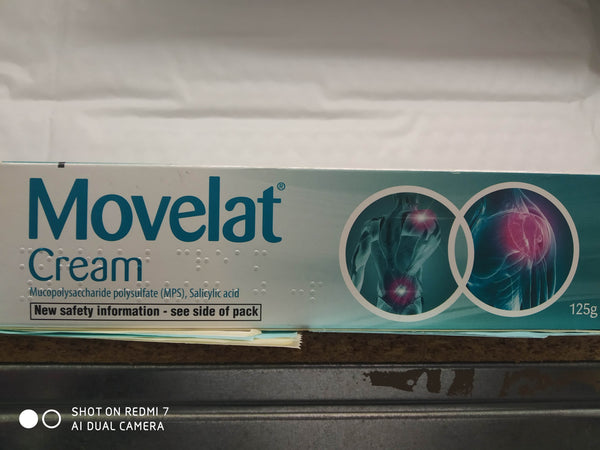 Movelat®
Cream
Mucopolysaccharide polysulfate (MPS), Salicylic acid
New safety information - see side of pack
125g
SHOT ON REDMI 7
AI DUAL CAMERA